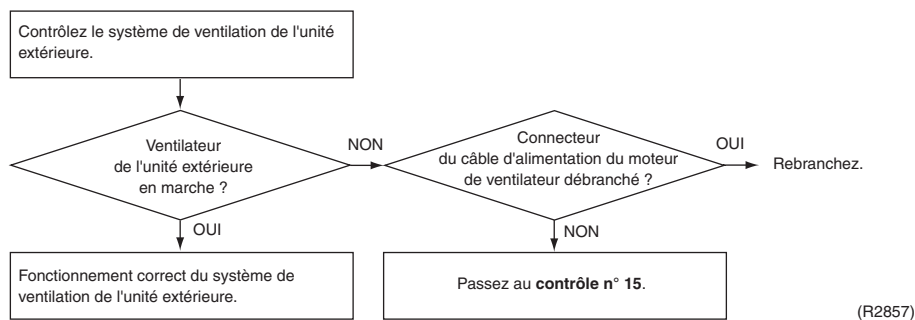 Contrôlez le système de ventilation de l'unité
extérieure.
Ventilateur
de l'unité extérieure
en marche ?
NON
Connecteur
du câble d'alimentation du moteur
de ventilateur débranché ?
OUI
Rebranchez.
OUI
NON
Fonctionnement correct du système de
ventilation de l'unité extérieure.
Passez au contrôle n° 15.
(R2857)